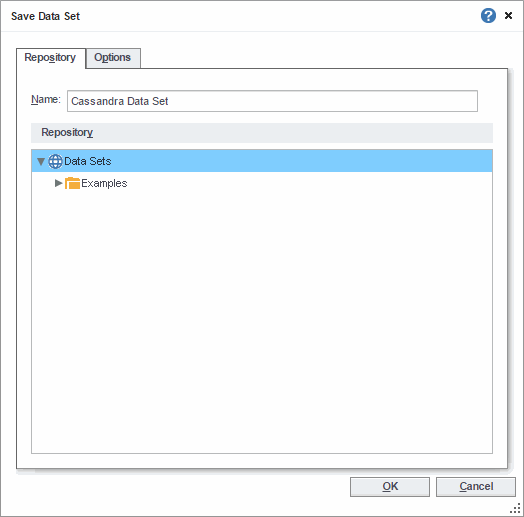 Save Data Set
?
Repository Options
Name: Cassandra Data Set
Repository
Data Sets
Examples
OK Cancel